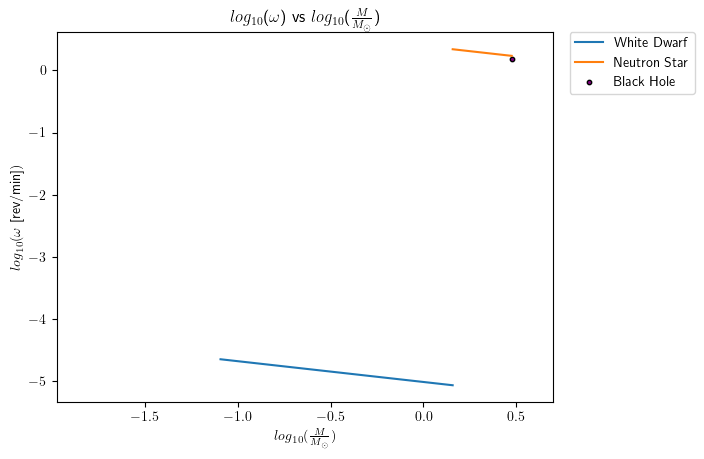 log₁₀(ω) vs log₁₀(M/M☉)
White Dwarf
Neutron Star
Black Hole
log₁₀(ω [rev/min])
0
−1
−2
−3
−4
−5
−1.5
−1.0
−0.5
0.0
0.5
log₁₀(M/M☉)